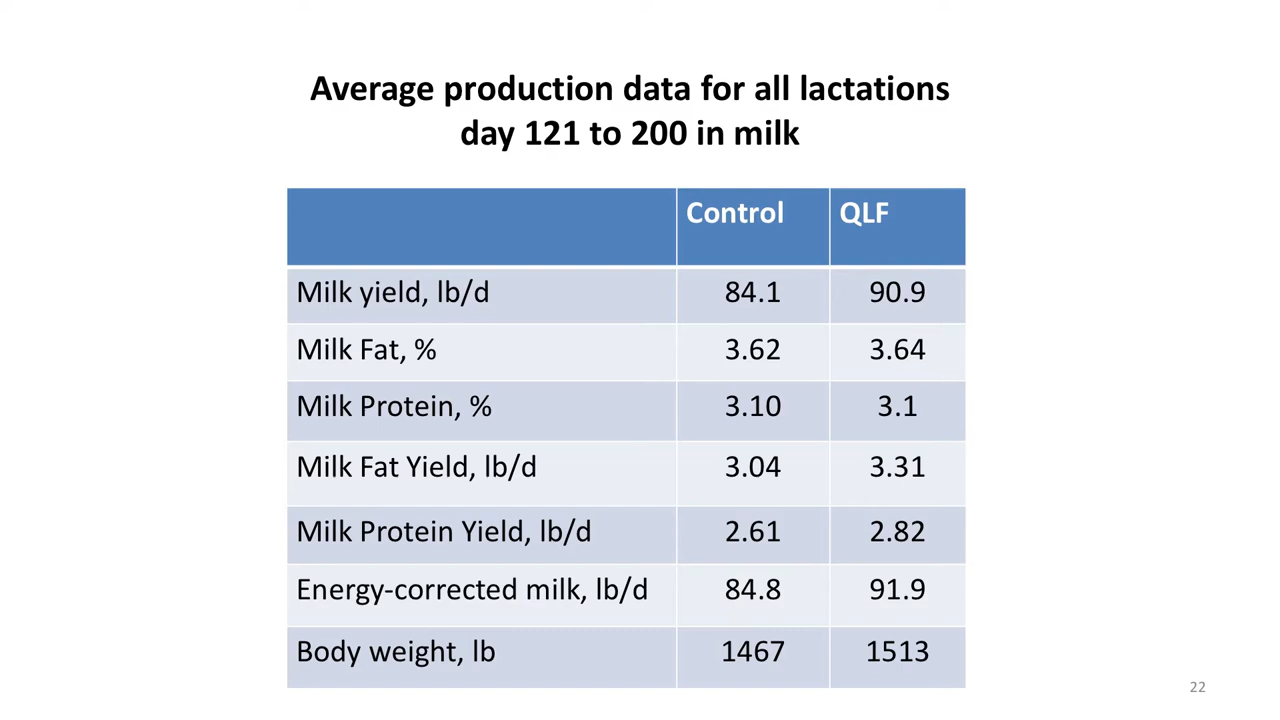 Average production data for all lactations
day 121 to 200 in milk
Control QLF
Milk yield, lb/d 84.1 90.9
Milk Fat, % 3.62 3.64
Milk Protein, % 3.10 3.1
Milk Fat Yield, lb/d 3.04 3.31
Milk Protein Yield, lb/d 2.61 2.82
Energy-corrected milk, lb/d 84.8 91.9
Body weight, lb 1467 1513
22